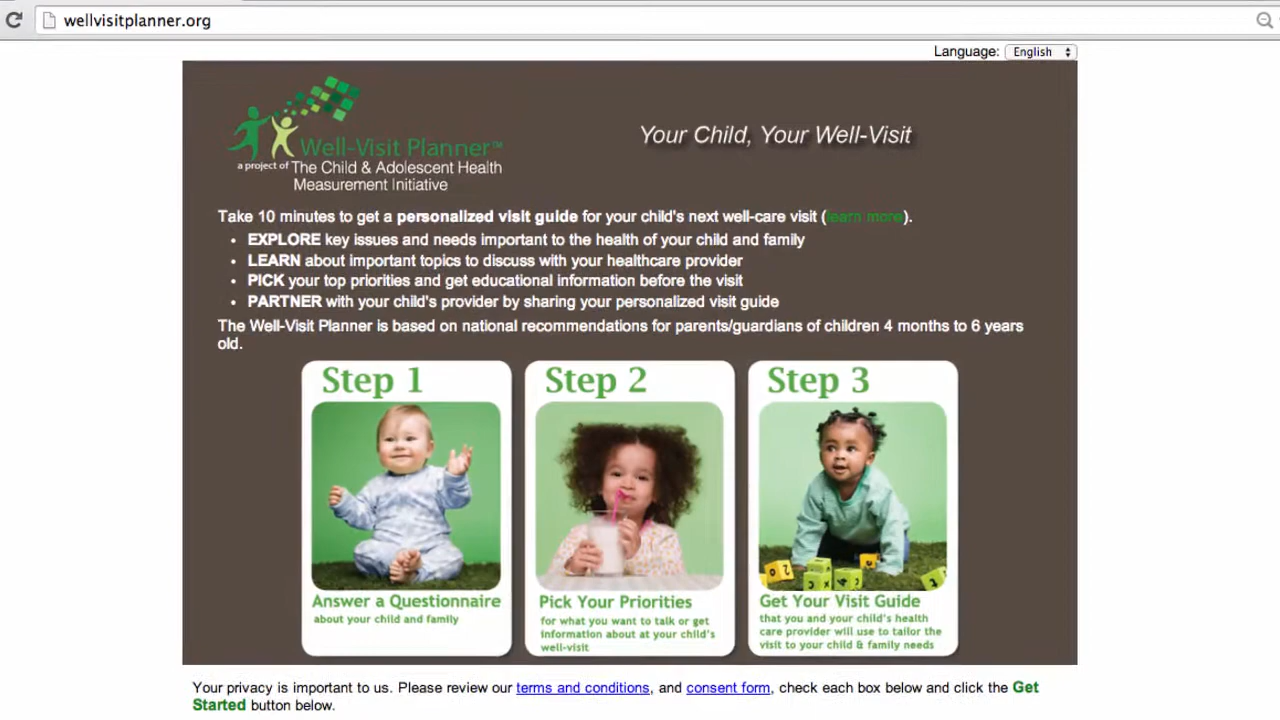 wellvisitplanner.org
Language: English
Well-Visit Planner™
a project of The Child & Adolescent Health
Measurement Initiative
Your Child, Your Well-Visit
Take 10 minutes to get a personalized visit guide for your child's next well-care visit (learn more).
• EXPLORE key issues and needs important to the health of your child and family
• LEARN about important topics to discuss with your healthcare provider
• PICK your top priorities and get educational information before the visit
• PARTNER with your child's provider by sharing your personalized visit guide
The Well-Visit Planner is based on national recommendations for parents/guardians of children 4 months to 6 years
old.
Step 1
Answer a Questionnaire
about your child and family
Step 2
Pick Your Priorities
for what you want to talk or get
information about at your child's
well-visit
Step 3
Get Your Visit Guide
that you and your child's health
care provider will use to tailor the
visit to your child & family needs
Your privacy is important to us. Please review our terms and conditions, and consent form, check each box below and click the Get
Started button below.